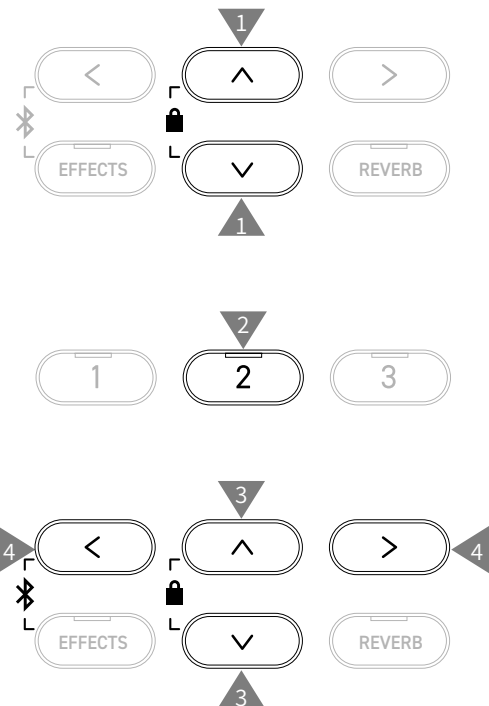 1
< ∧ >
EFFECTS ∨ REVERB
1
2
1 2 3
3
4 < ∧ > 4
EFFECTS ∨ REVERB
3